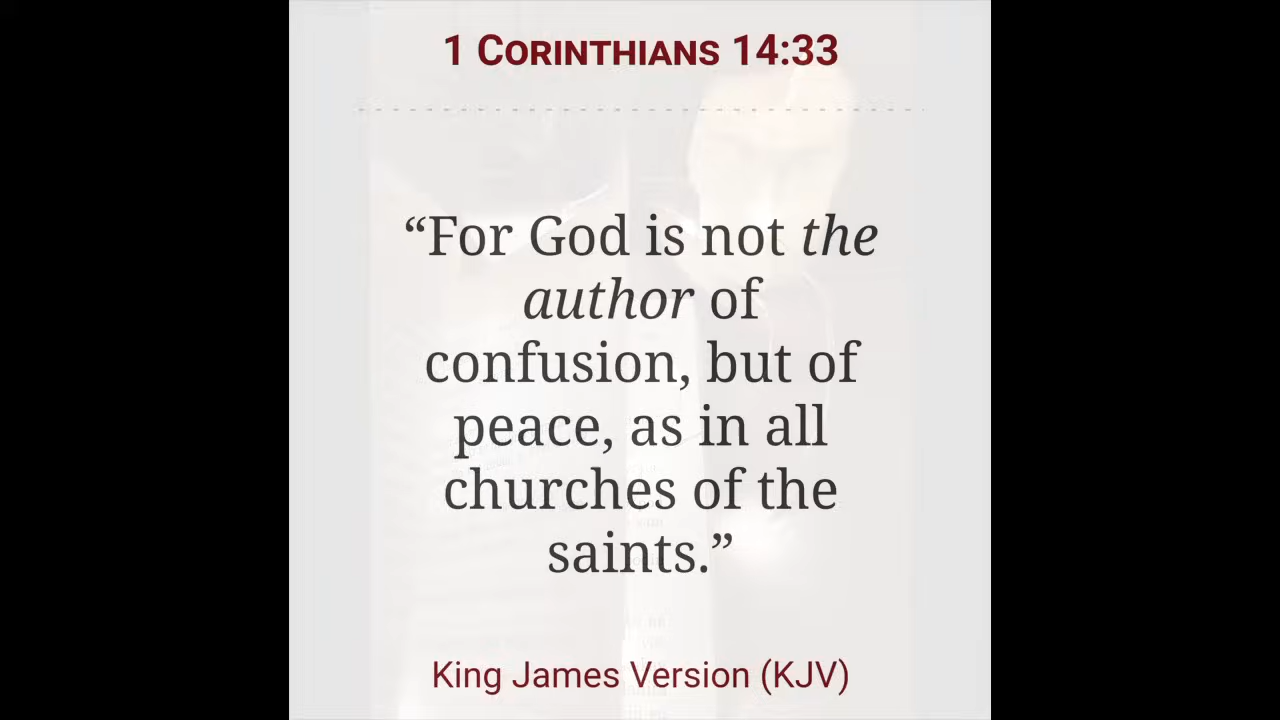 1 Corinthians 14:33
“For God is not the
author of
confusion, but of
peace, as in all
churches of the
saints.”
King James Version (KJV)